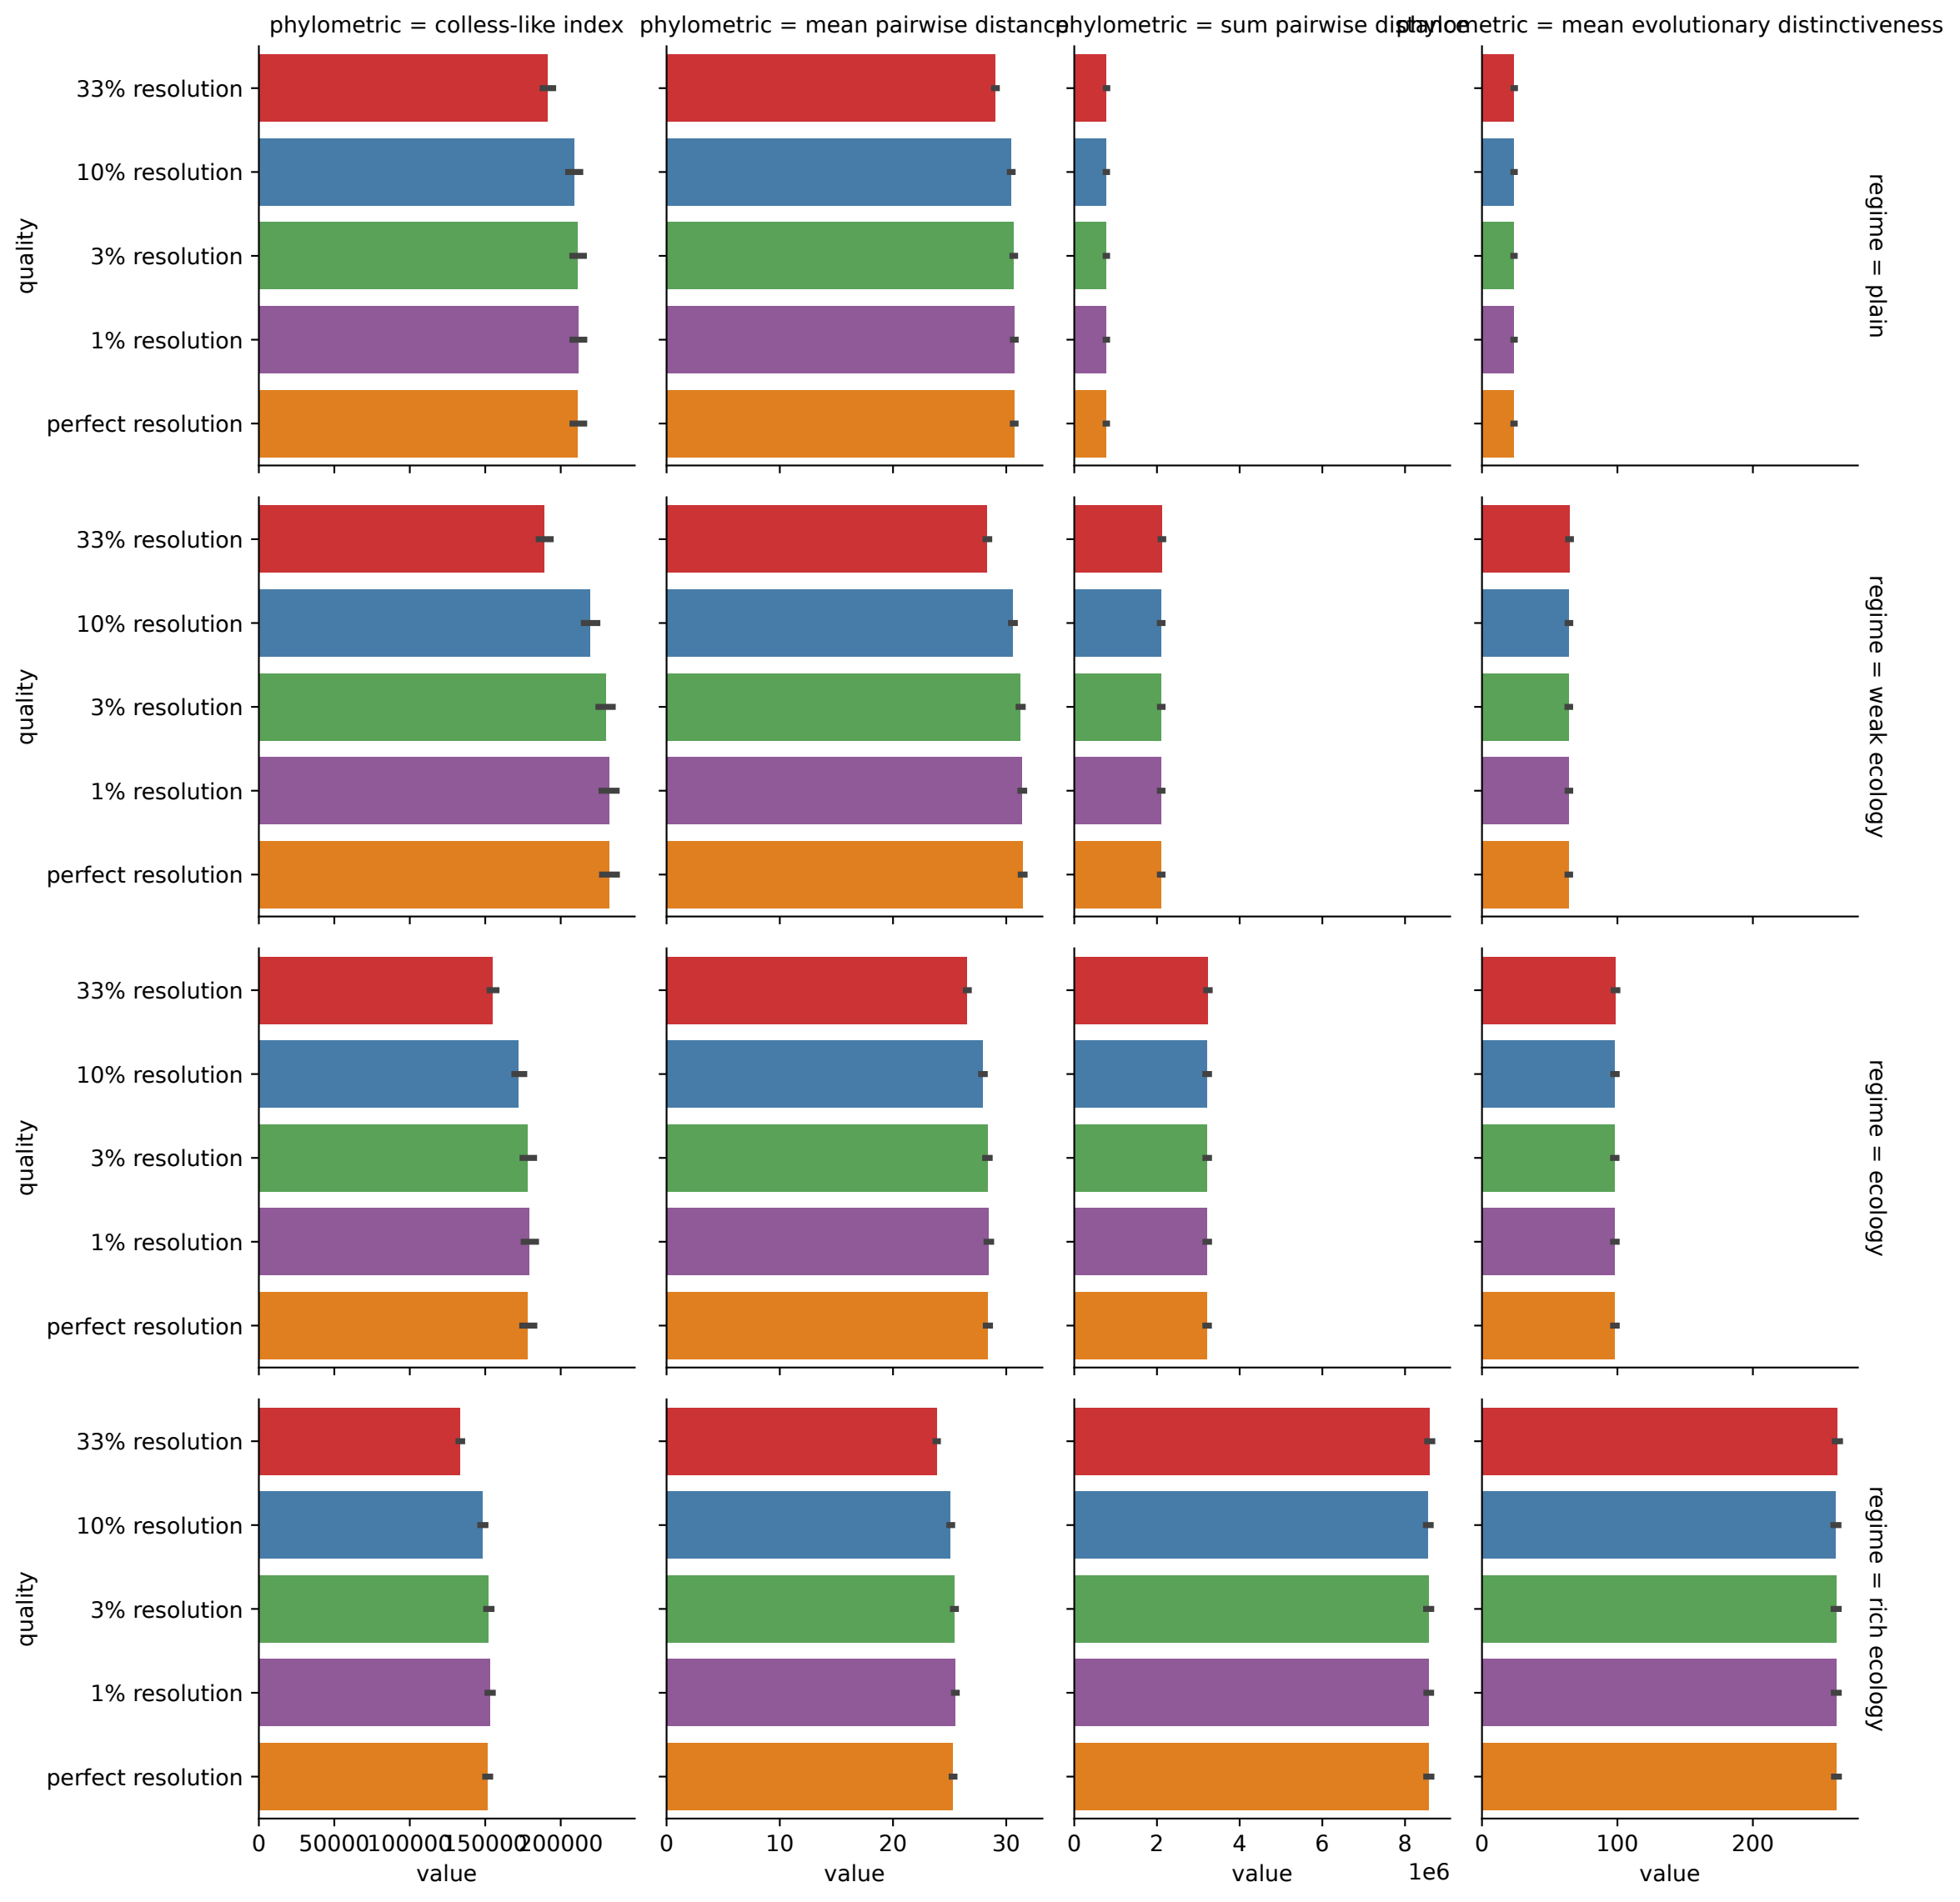 phylometric = colless-like index
phylometric = mean pairwise distance
phylometric = sum pairwise distance
phylometric = mean evolutionary distinctiveness
quality
33% resolution
10% resolution
3% resolution
1% resolution
perfect resolution
regime = plain
quality
33% resolution
10% resolution
3% resolution
1% resolution
perfect resolution
regime = weak ecology
quality
33% resolution
10% resolution
3% resolution
1% resolution
perfect resolution
regime = ecology
quality
33% resolution
10% resolution
3% resolution
1% resolution
perfect resolution
regime = rich ecology
0 50000 100000 150000 200000
value
0 10 20 30
value
0 2 4 6 8
1e6
value
0 100 200
value